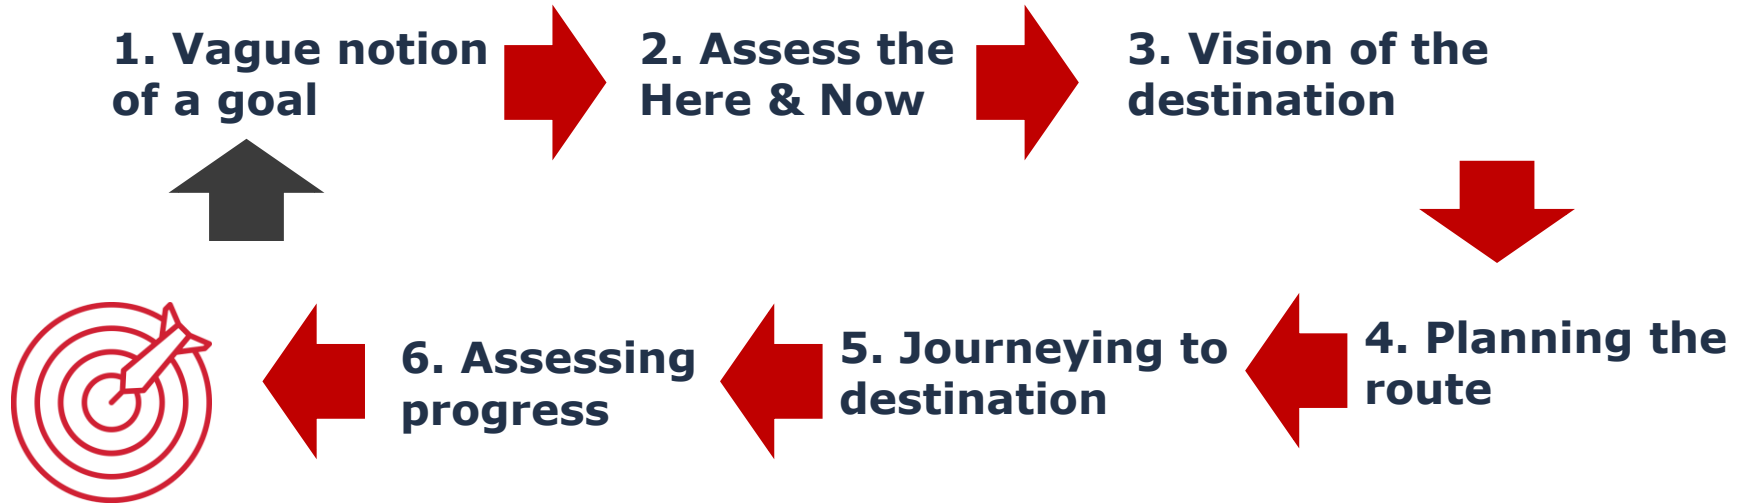 1. Vague notion
of a goal
2. Assess the
Here & Now
3. Vision of the
destination
4. Planning the
route
5. Journeying to
destination
6. Assessing
progress